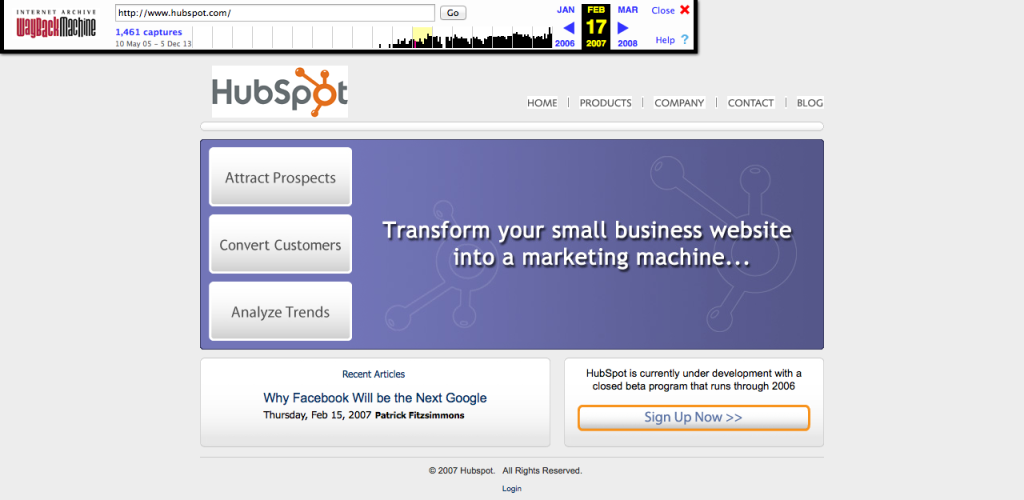 INTERNET ARCHIVE
WayBackMachine
http://www.hubspot.com/
Go
1,461 captures
10 May 05 – 5 Dec 13
JAN FEB MAR
17
2006 2007 2008
Close
Help ?
HubSpot
HOME | PRODUCTS | COMPANY | CONTACT | BLOG
Attract Prospects
Convert Customers
Analyze Trends
Transform your small business website
into a marketing machine...
Recent Articles
Why Facebook Will be the Next Google
Thursday, Feb 15, 2007 Patrick Fitzsimmons
HubSpot is currently under development with a
closed beta program that runs through 2006
Sign Up Now >>
© 2007 Hubspot. All Rights Reserved.
Login